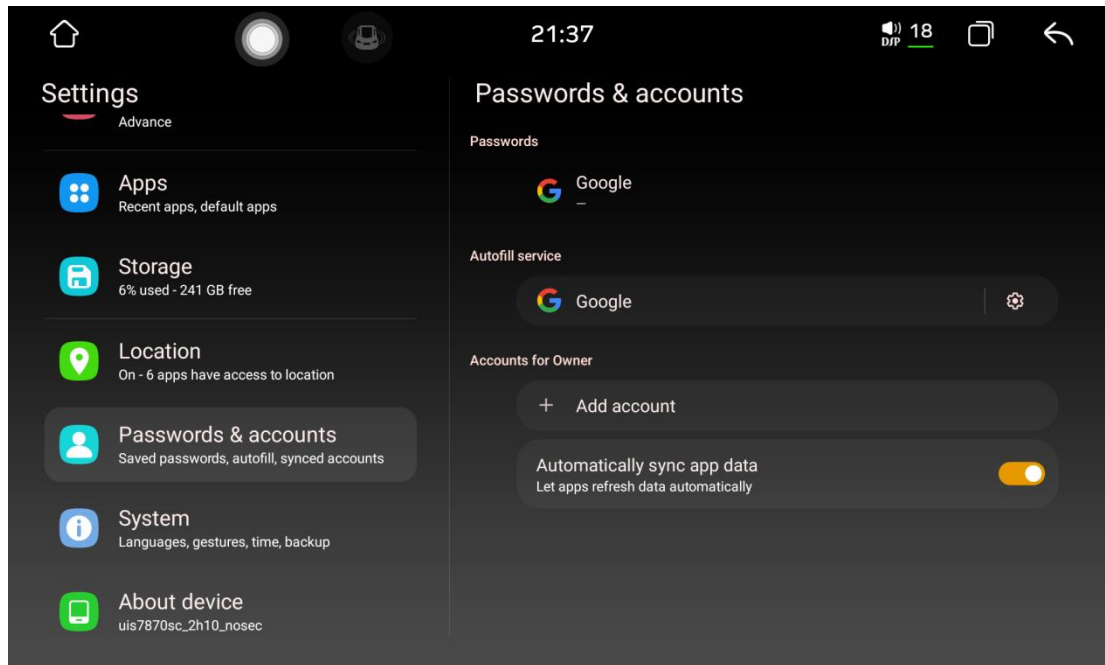 21:37
DSP 18
Settings
Advance
Apps
Recent apps, default apps
Storage
6% used - 241 GB free
Location
On - 6 apps have access to location
Passwords & accounts
Saved passwords, autofill, synced accounts
System
Languages, gestures, time, backup
About device
uis7870sc_2h10_nosec
Passwords & accounts
Passwords
Google
–
Autofill service
Google
Accounts for Owner
+ Add account
Automatically sync app data
Let apps refresh data automatically